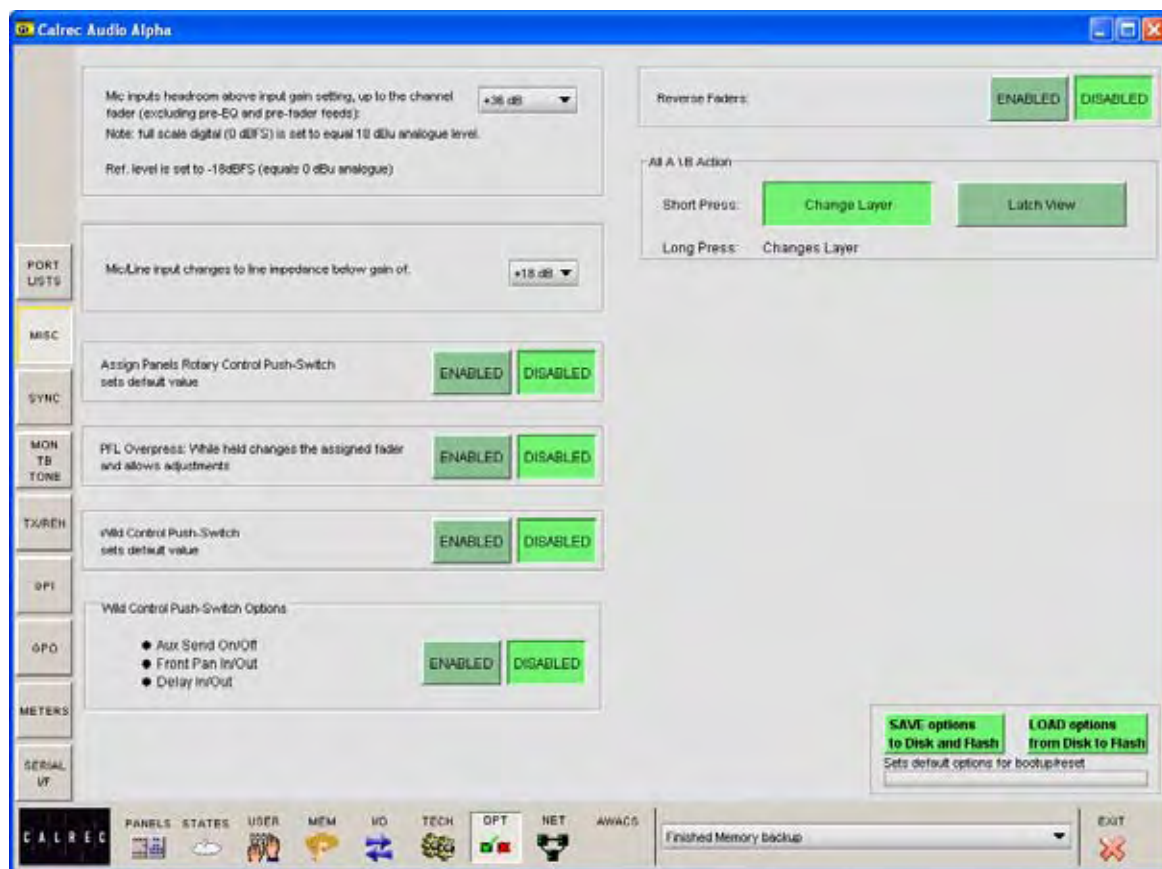 Calrec Audio Alpha
Mic inputs headroom above input gain setting, up to the channel
fader (excluding pre-EQ and pre-fader feeds):
+36 dB
Note: full scale digital (0 dBFS) is set to equal 18 dBu analogue level.
Ref. level is set to -18dBFS (equals 0 dBu analogue)
Mic/Line input changes to line impedance below gain of:
+18 dB
Assign Panels Rotary Control Push-Switch
sets default value
ENABLED
DISABLED
PFL Overpress: While held changes the assigned fader
and allows adjustments
ENABLED
DISABLED
Wild Control Push-Switch
sets default value
ENABLED
DISABLED
Wild Control Push-Switch Options
Aux Send On/Off
Front Pan In/Out
Delay In/Out
ENABLED
DISABLED
Reverse Faders:
ENABLED
DISABLED
All A \ B Action
Short Press:
Change Layer
Latch View
Long Press:
Changes Layer
PORT
LISTS
MISC
SYNC
MON
TB
TONE
TX/REH
GPI
GPO
METERS
SERIAL
I/F
SAVE options
to Disk and Flash
LOAD options
from Disk to Flash
Sets default options for bootup/reset
CALREC
PANELS
STATES
USER
MEM
I/O
TECH
OPT
NET
AWACS
Finished Memory backup
EXIT